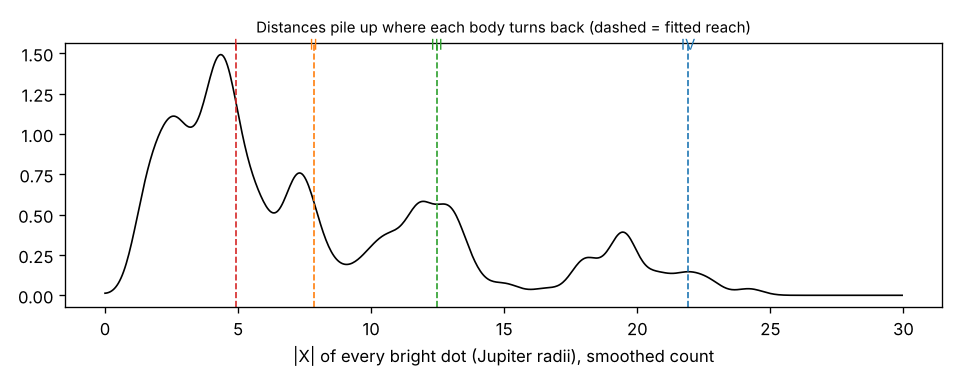 Distances pile up where each body turns back (dashed = fitted reach)
I II III IV
1.50
1.25
1.00
0.75
0.50
0.25
0.00
0 5 10 15 20 25 30
|X| of every bright dot (Jupiter radii), smoothed count